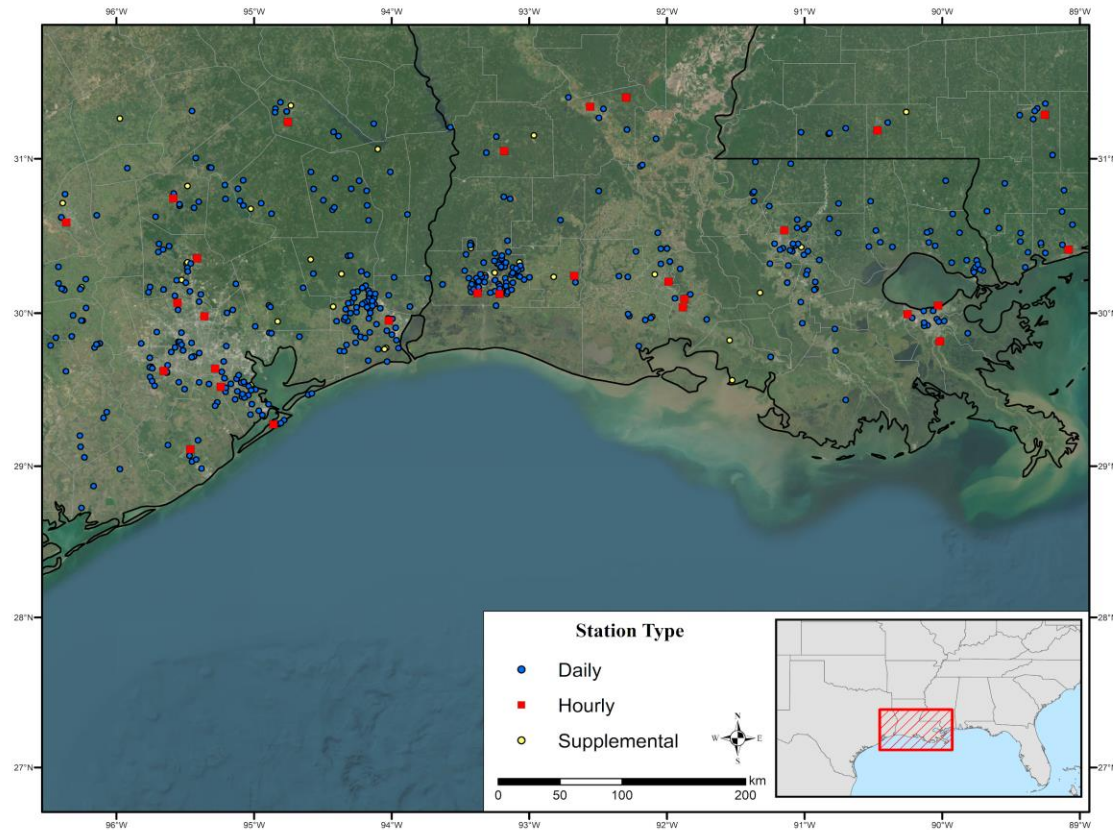 96°W 95°W 94°W 93°W 92°W 91°W 90°W 89°W
31°N 31°N
30°N 30°N
29°N 29°N
28°N 28°N
27°N 27°N
Station Type
Daily
Hourly
Supplemental
N
W E
S
km
0 50 100 200
96°W 95°W 94°W 93°W 92°W 91°W 90°W 89°W